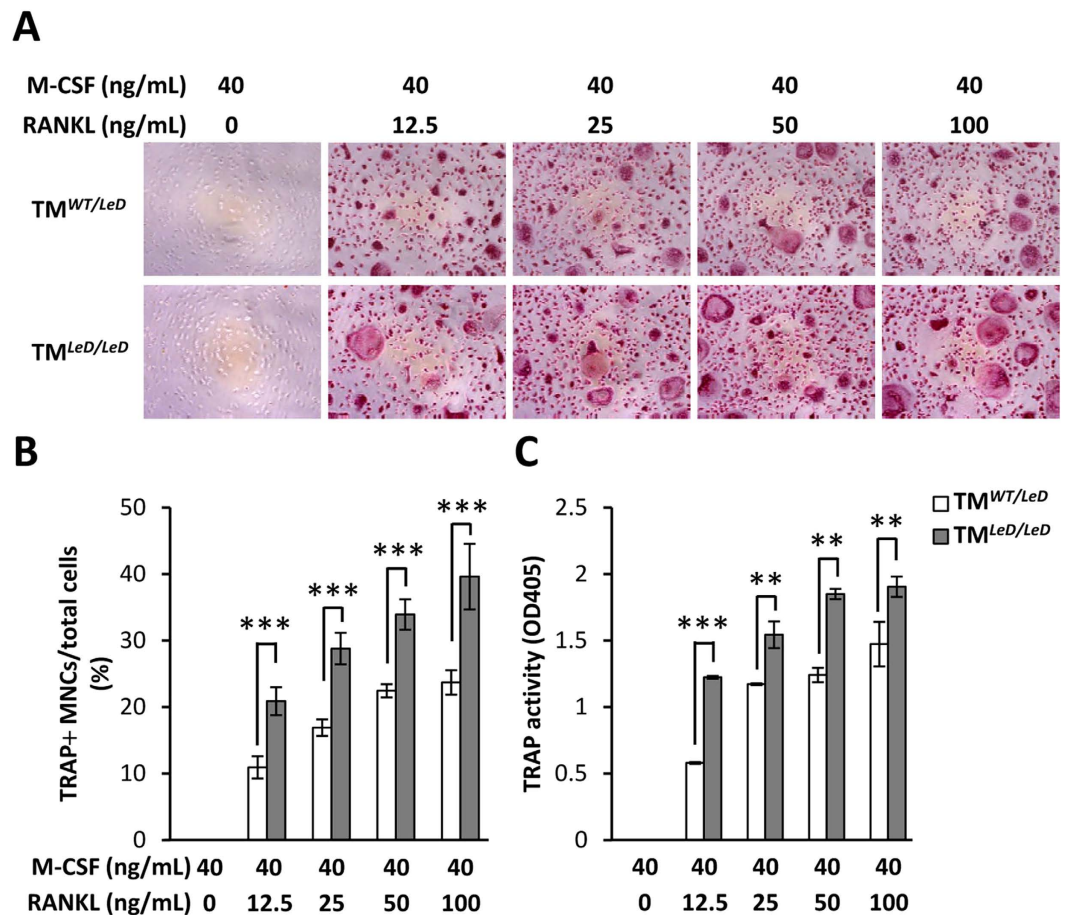 A
M-CSF (ng/mL) 40 40 40 40 40
RANKL (ng/mL) 0 12.5 25 50 100
TMWT/LeD
TMLeD/LeD
B
TRAP+ MNCs/total cells
(%)
50
40
30
20
10
0
*** *** *** ***
M-CSF (ng/mL) 40 40 40 40 40
RANKL (ng/mL) 0 12.5 25 50 100
C
TRAP activity (OD405)
2.5
2
1.5
1
0.5
0
*** ** ** **
40 40 40 40 40
0 12.5 25 50 100
TMWT/LeD
TMLeD/LeD